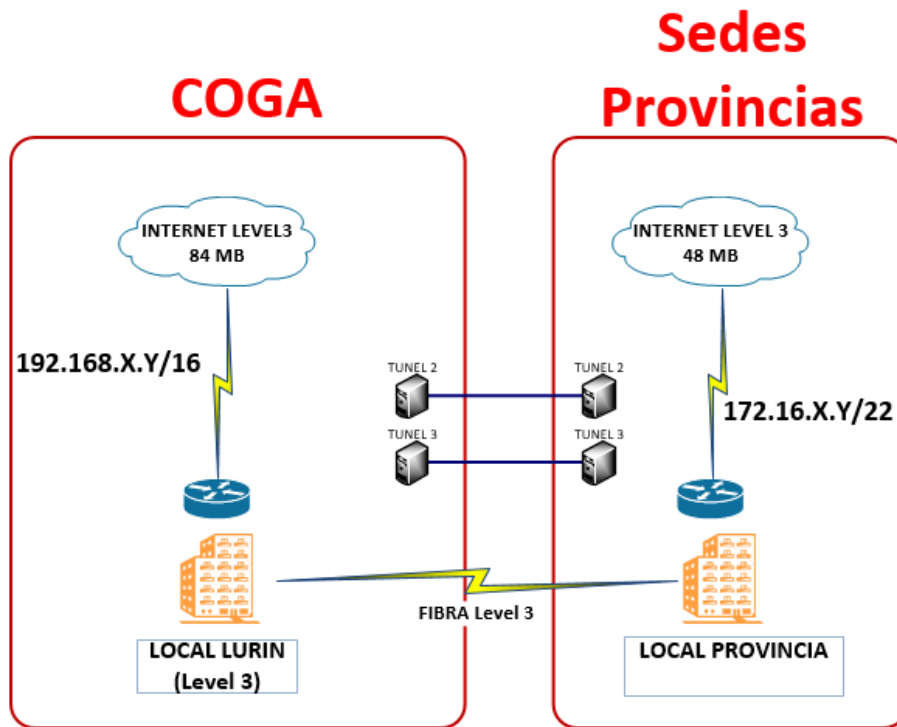 COGA
Sedes
Provincias
INTERNET LEVEL3
84 MB
INTERNET LEVEL 3
48 MB
192.168.X.Y/16
172.16.X.Y/22
TUNEL 2
TUNEL 2
TUNEL 3
TUNEL 3
FIBRA Level 3
LOCAL LURIN
(Level 3)
LOCAL PROVINCIA